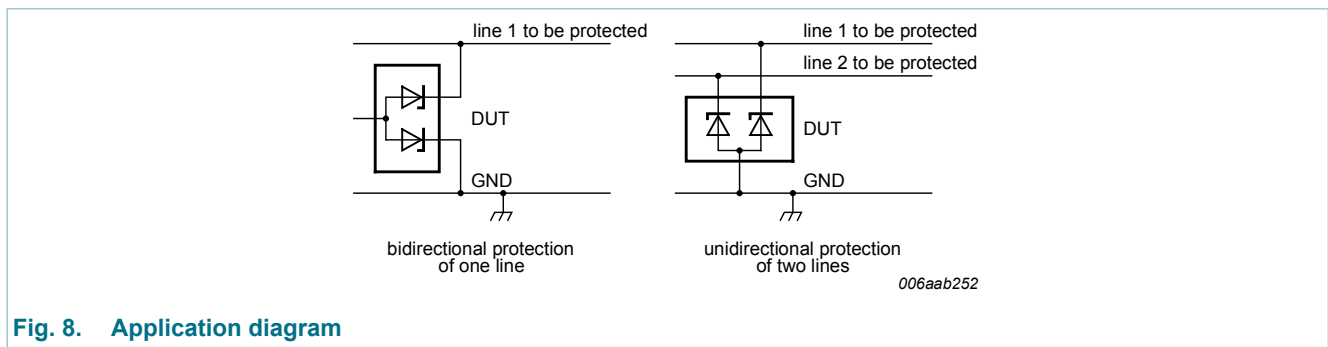 line 1 to be protected
DUT
GND
bidirectional protection
of one line
line 1 to be protected
line 2 to be protected
DUT
GND
unidirectional protection
of two lines
006aab252
Fig. 8. Application diagram